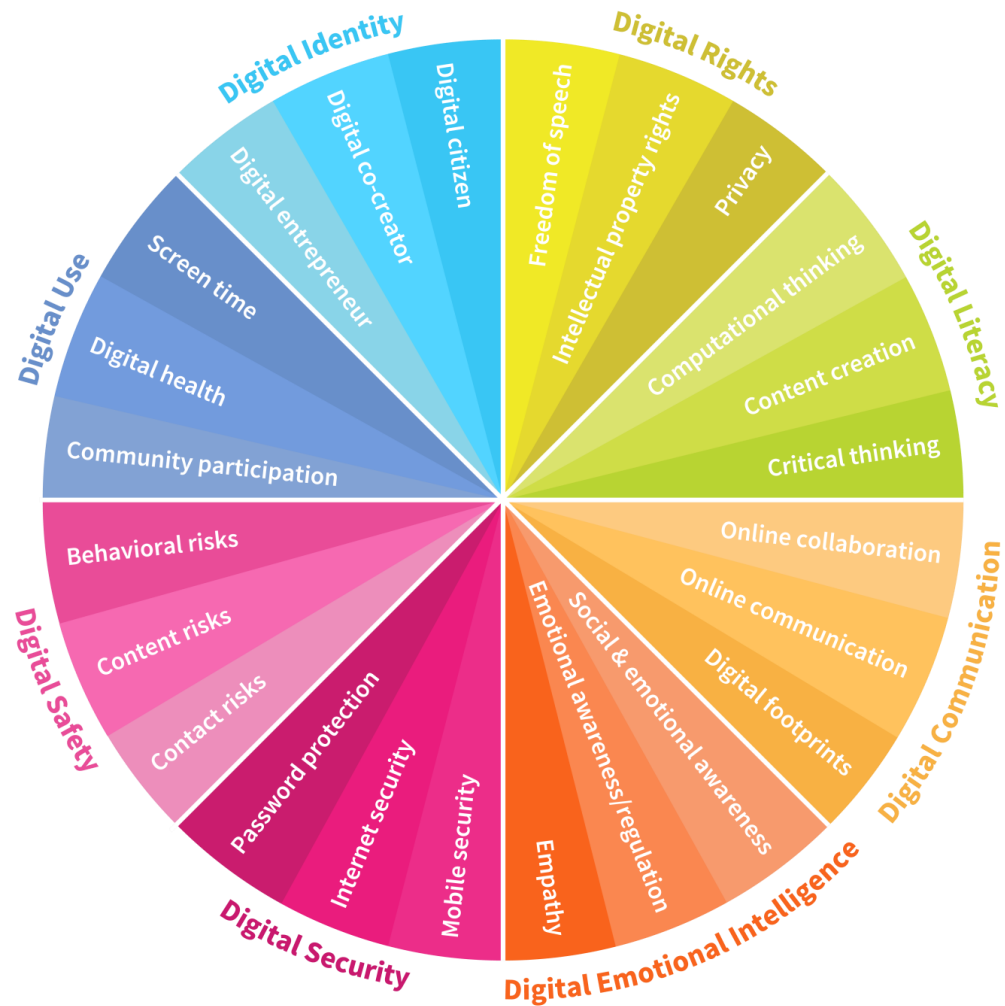 Digital Rights
Freedom of speech
Intellectual property rights
Privacy
Digital Literacy
Computational thinking
Content creation
Critical thinking
Digital Communication
Online collaboration
Online communication
Digital footprints
Digital Emotional Intelligence
Social & emotional awareness
Emotional awareness/regulation
Empathy
Digital Security
Mobile security
Internet security
Password protection
Digital Safety
Contact risks
Content risks
Behavioral risks
Digital Use
Community participation
Digital health
Screen time
Digital Identity
Digital entrepreneur
Digital co-creator
Digital citizen